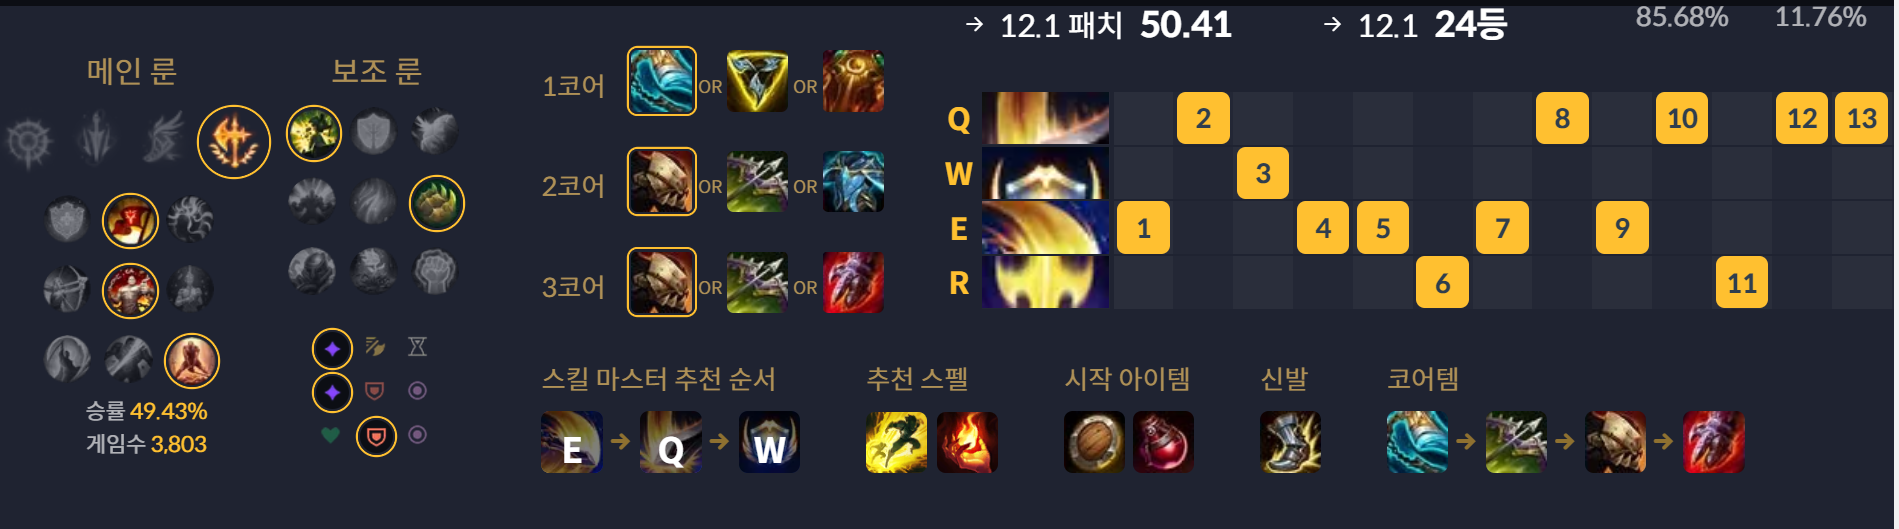 → 12.1 패치 50.41 → 12.1 24등 85.68% 11.76%
메인 룬
보조 룬
승률 49.43%
게임수 3,803
1코어 OR OR
2코어 OR OR
3코어 OR OR
Q 2 8 10 12 13
W 3
E 1 4 5 7 9
R 6 11
스킬 마스터 추천 순서
E → Q → W
추천 스펠
시작 아이템
신발
코어템
→ → →